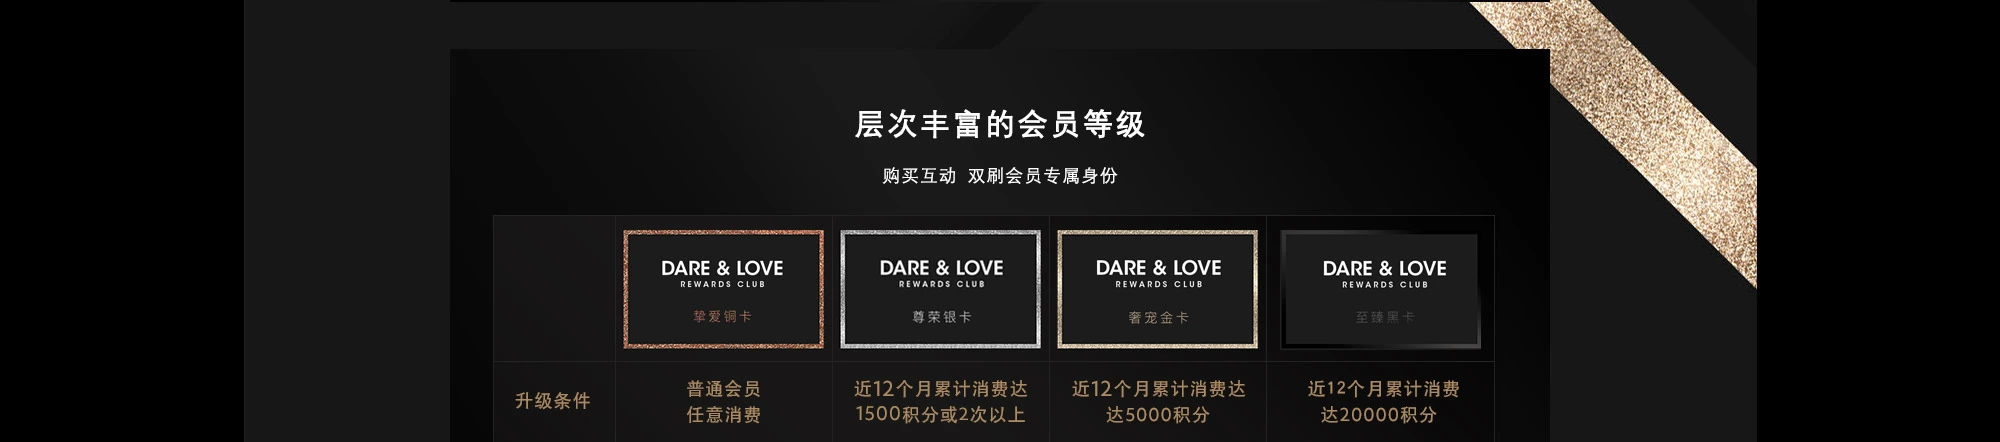 层次丰富的会员等级
购买互动 双刷会员专属身份
DARE & LOVE
REWARDS CLUB
挚爱铜卡
DARE & LOVE
REWARDS CLUB
尊荣银卡
DARE & LOVE
REWARDS CLUB
奢宠金卡
DARE & LOVE
REWARDS CLUB
至臻黑卡
升级条件
普通会员
任意消费
近12个月累计消费达
1500积分或2次以上
近12个月累计消费达
达5000积分
近12个月累计消费
达20000积分